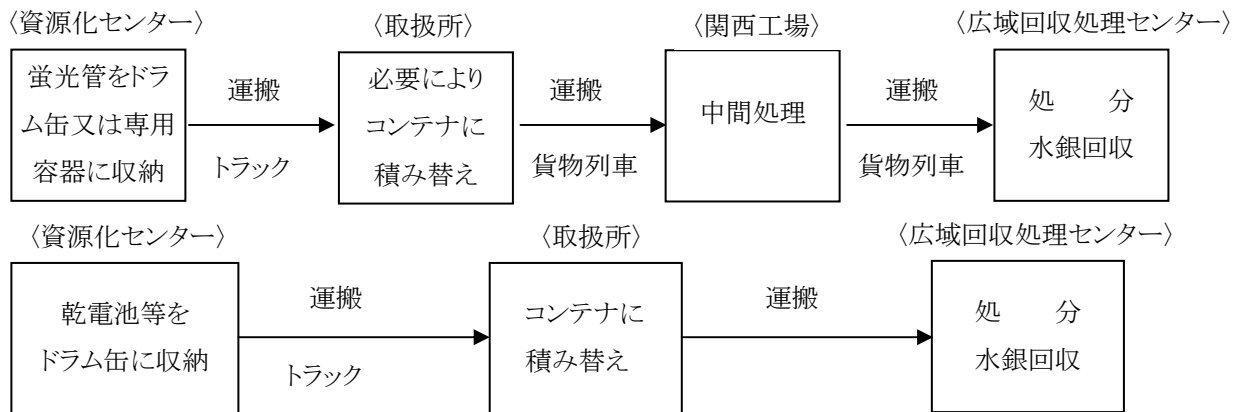 〈資源化センター〉
〈取扱所〉
〈関西工場〉
〈広域回収処理センター〉
蛍光管をドラ
ム缶又は専用
容器に収納
運搬
トラック
必要により
コンテナに
積み替え
運搬
貨物列車
中間処理
運搬
貨物列車
処　　分
水銀回収
〈資源化センター〉
〈取扱所〉
〈広域回収処理センター〉
乾電池等を
ドラム缶に収納
運搬
トラック
コンテナに
積み替え
運搬
処　　分
水銀回収